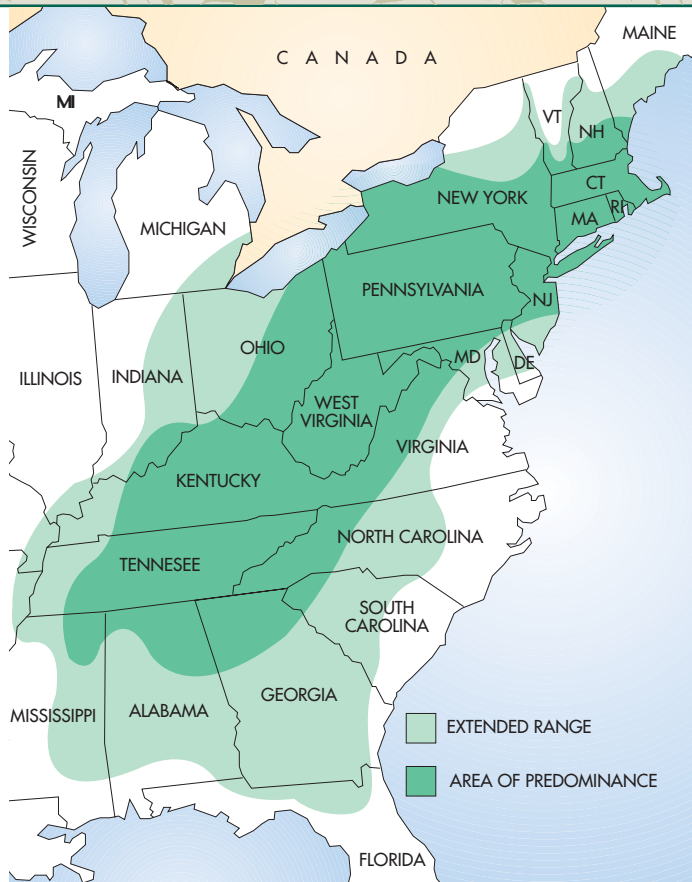 MAINE
CANADA
MI
VT
NH
WISCONSIN
MICHIGAN
NEW YORK
CT
RI
MA
PENNSYLVANIA
NJ
OHIO
MD
DE
ILLINOIS
INDIANA
WEST
VIRGINIA
VIRGINIA
KENTUCKY
NORTH CAROLINA
TENNESEE
SOUTH
CAROLINA
GEORGIA
MISSISSIPPI
ALABAMA
EXTENDED RANGE
AREA OF PREDOMINANCE
FLORIDA